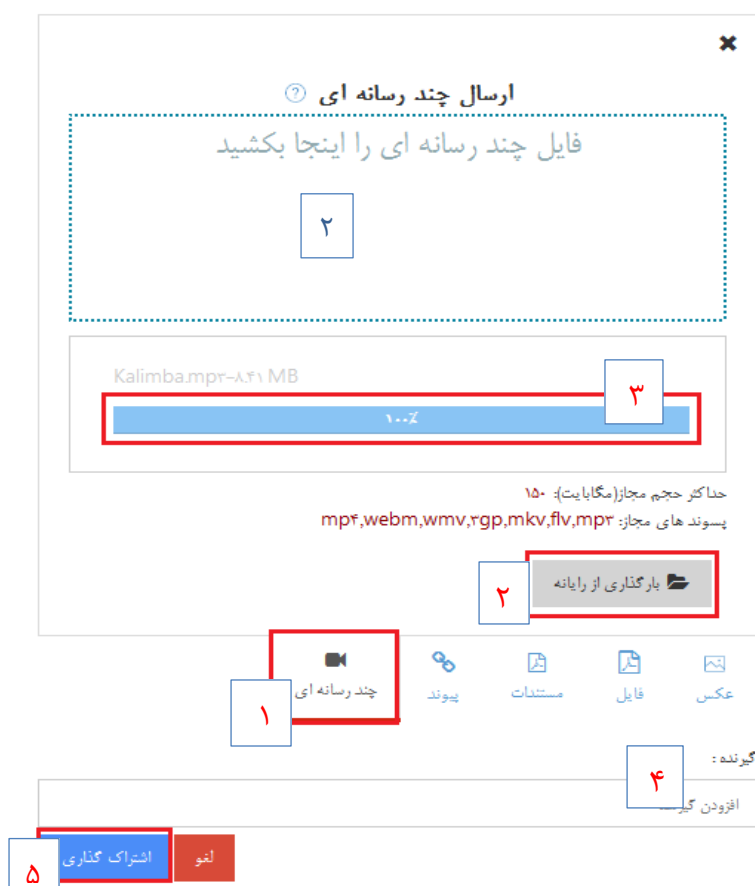 ✖
ارسال چند رسانه ای ?
فایل چند رسانه ای را اینجا بکشید
۲
Kalimba.mp۳-۸.۴۱ MB
۳
۱۰۰%
حداکثر حجم مجاز(مگابایت): ۱۵۰
پسوند های مجاز: mp۴,webm,wmv,۳gp,mkv,flv,mp۳
بارگذاری از رایانه
۲
عکس فایل مستندات پیوند چند رسانه ای
۱
گیرنده :
۴
افزودن
اشتراک گذاری لغو
۵